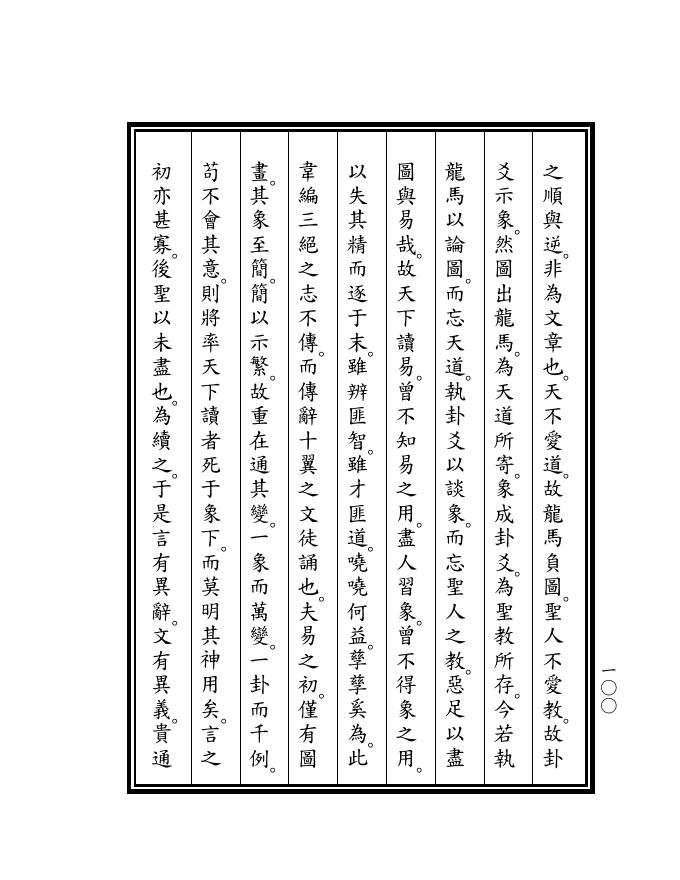 之順與逆。非為文章也。天不愛道。故龍馬負圖。聖人不愛教。故卦
爻示象。然圖出龍馬。為天道所寄。象成卦爻。為聖教所存。今若執
龍馬以論圖。而忘天道。執卦爻以談象。而忘聖人之教。惡足以盡
圖與易哉。故天下讀易。曾不知易之用。盡人習象。曾不得象之用。
以失其精而逐于末。雖辨匪智。雖才匪道。嘵嘵何益。孳孳奚為。此
韋編三絕之志不傳。而傳辭十翼之文徒誦也。夫易之初。僅有圖
畫。其象至簡。簡以示繁。故重在通其變。一象而萬變。一卦而千例。
苟不會其意。則將率天下讀者死于象下。而莫明其神用矣。言之
初亦甚寡。後聖以未盡也。為續之。于是言有異辭。文有異義。貴通
一〇〇